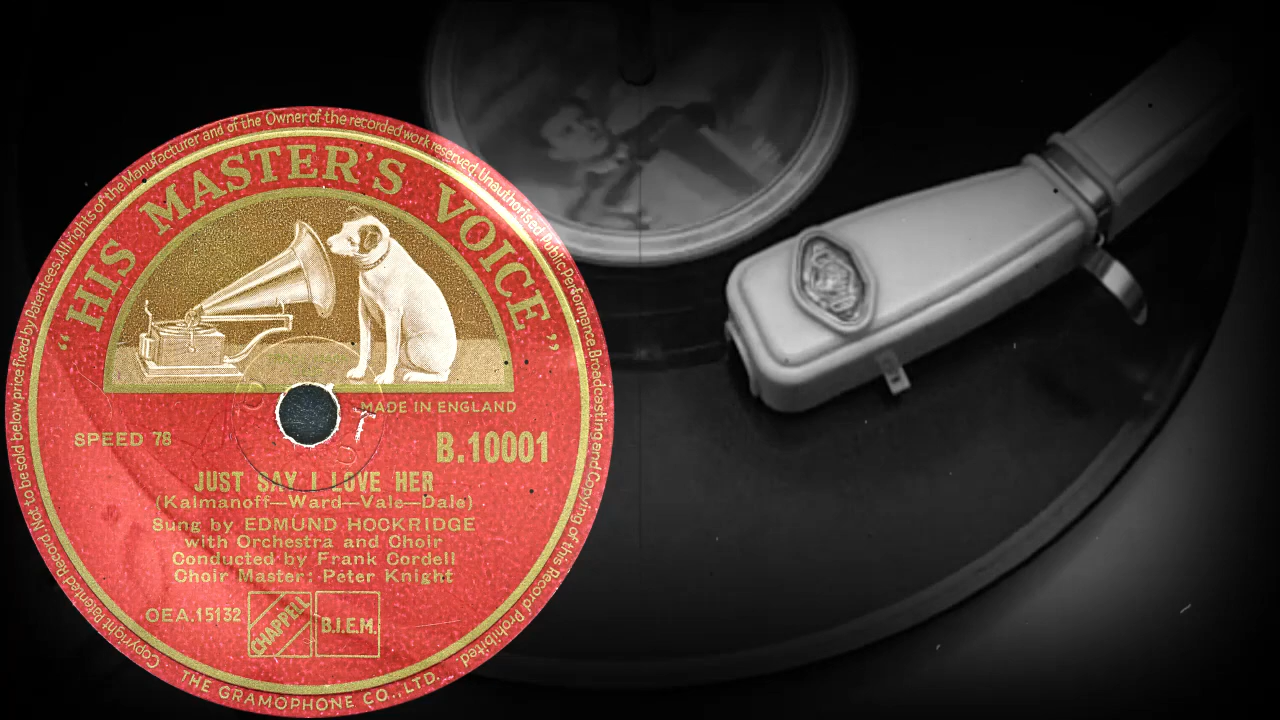 Copyright Patented Record Not to be sold below price fixed by Patentees. All rights of the Manufacturer and of the Owner of the recorded work reserved. Unauthorised Public Performance. Broadcasting and Copying of this Record Prohibited.
"HIS MASTER'S VOICE"
MADE IN ENGLAND
SPEED 78
B.10001
JUST SAY I LOVE HER
(Kalmanoff—Ward—Vale—Dale)
Sung by EDMUND HOCKRIDGE
with Orchestra and Choir
Conducted by Frank Cordell
Choir Master: Peter Knight
OEA.15132
CHAPPELL
B.I.E.M.
THE GRAMOPHONE CO., LTD.